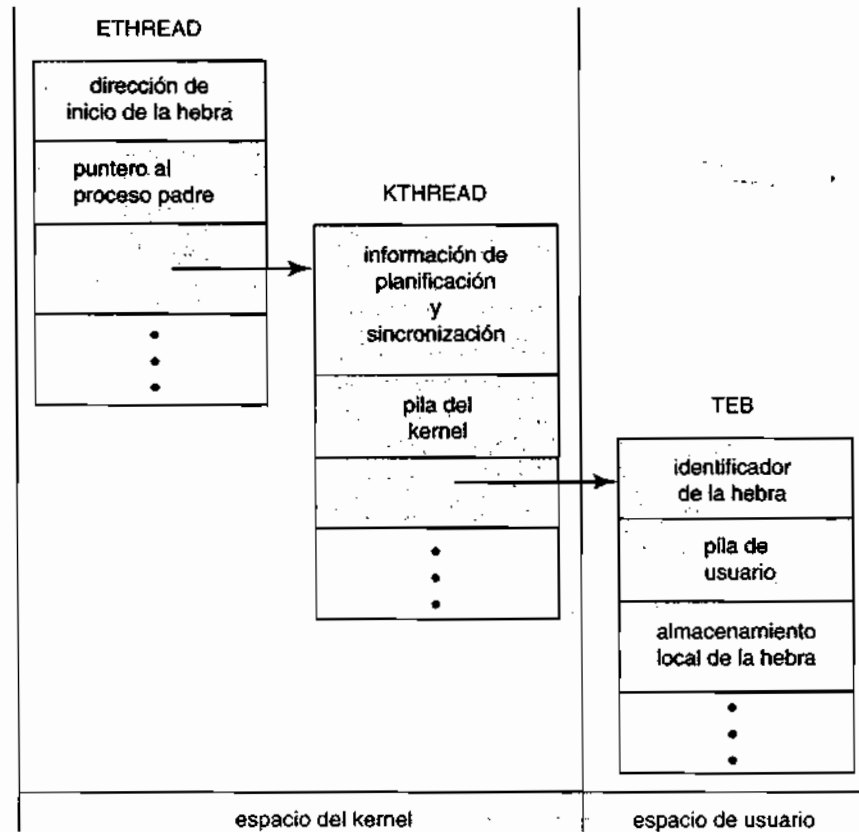 ETHREAD
dirección de
inicio de la hebra
puntero al
proceso padre
KTHREAD
información de
planificación
y
sincronización
pila del
kernel
TEB
identificador
de la hebra
pila de
usuario
almacenamiento
local de la hebra
espacio del kernel
espacio de usuario